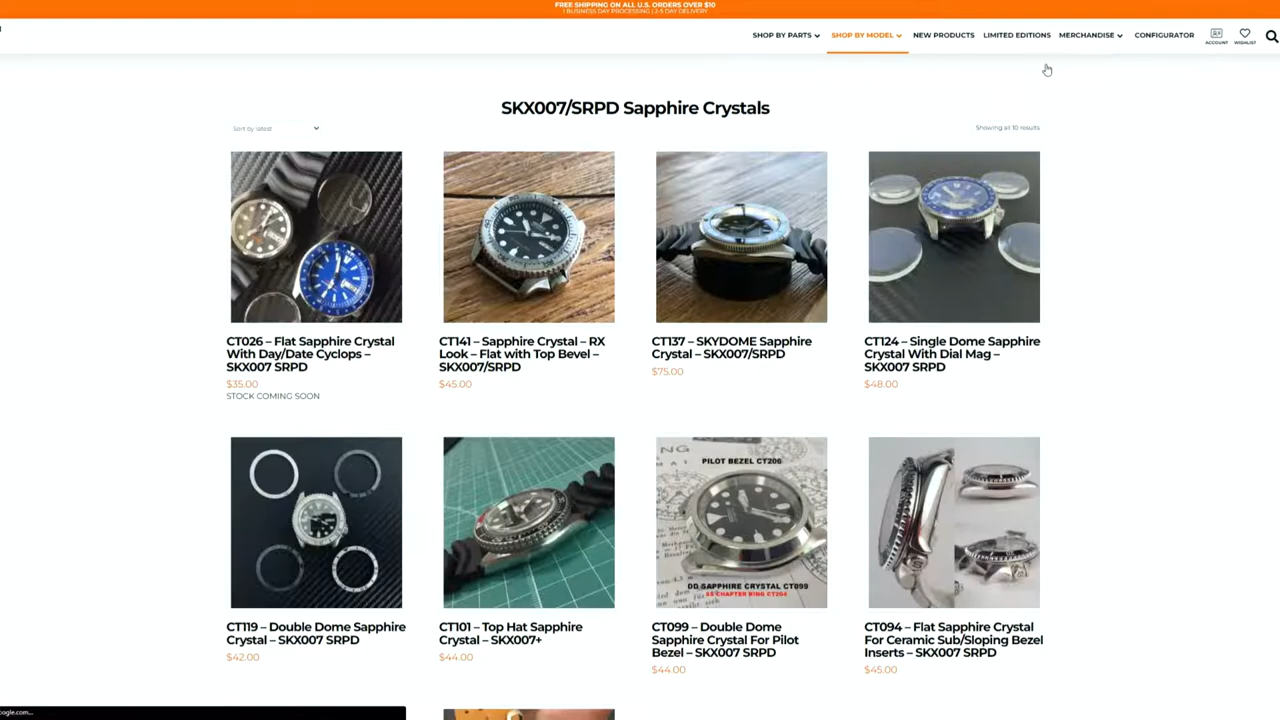 FREE SHIPPING ON ALL U.S. ORDERS OVER $10
1 BUSINESS DAY PROCESSING | 2-5 DAY DELIVERY
SHOP BY PARTS SHOP BY MODEL NEW PRODUCTS LIMITED EDITIONS MERCHANDISE CONFIGURATOR
ACCOUNT WISHLIST
SKX007/SRPD Sapphire Crystals
Sort by latest
Showing all 10 results
CT026 – Flat Sapphire Crystal
With Day/Date Cyclops –
SKX007 SRPD
$35.00
STOCK COMING SOON
CT141 – Sapphire Crystal – RX
Look – Flat with Top Bevel –
SKX007/SRPD
$45.00
CT137 – SKYDOME Sapphire
Crystal – SKX007/SRPD
$75.00
CT124 – Single Dome Sapphire
Crystal With Dial Mag –
SKX007 SRPD
$48.00
PILOT BEZEL CT206
DD SAPPHIRE CRYSTAL CT099
SS CHAPTER RING CT264
CT119 – Double Dome Sapphire
Crystal – SKX007 SRPD
$42.00
CT101 – Top Hat Sapphire
Crystal – SKX007+
$44.00
CT099 – Double Dome
Sapphire Crystal For Pilot
Bezel – SKX007 SRPD
$44.00
CT094 – Flat Sapphire Crystal
For Ceramic Sub/Sloping Bezel
Inserts – SKX007 SRPD
$45.00
oogle.com...